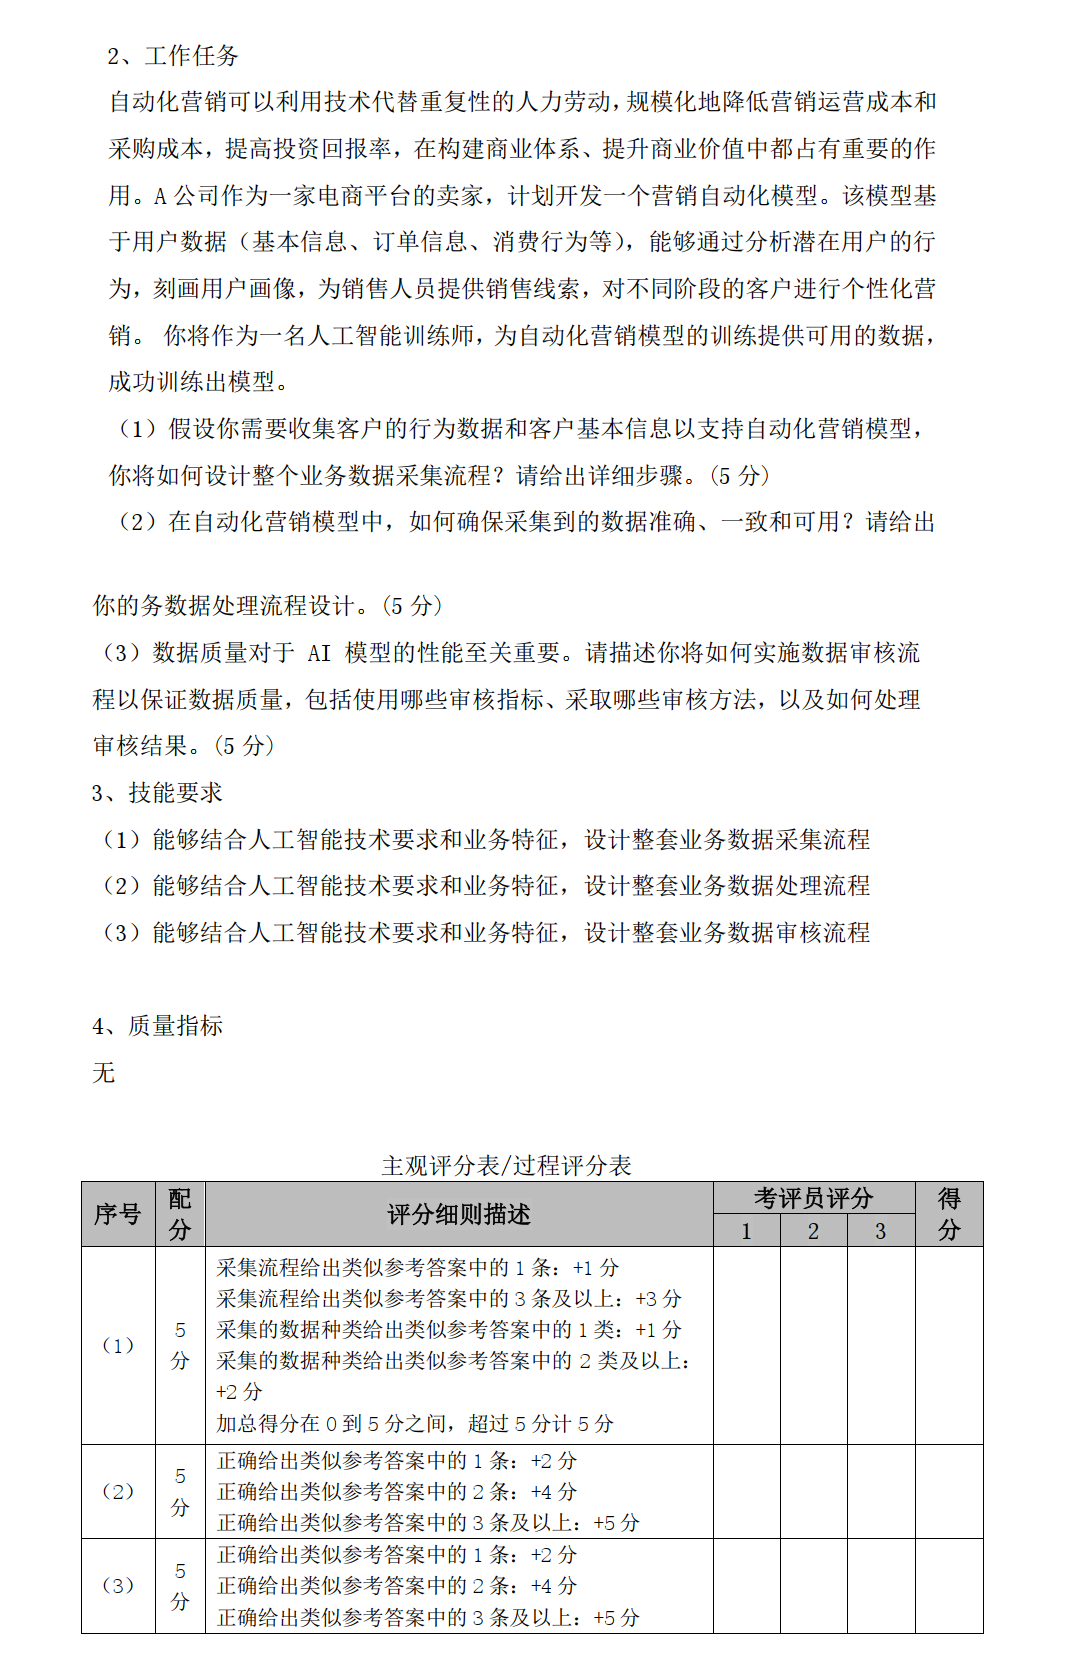 2、工作任务
自动化营销可以利用技术代替重复性的人力劳动，规模化地降低营销运营成本和
采购成本，提高投资回报率，在构建商业体系、提升商业价值中都占有重要的作
用。A 公司作为一家电商平台的卖家，计划开发一个营销自动化模型。该模型基
于用户数据（基本信息、订单信息、消费行为等），能够通过分析潜在用户的行
为，刻画用户画像，为销售人员提供销售线索，对不同阶段的客户进行个性化营
销。 你将作为一名人工智能训练师，为自动化营销模型的训练提供可用的数据，
成功训练出模型。
（1）假设你需要收集客户的行为数据和客户基本信息以支持自动化营销模型，
你将如何设计整个业务数据采集流程？请给出详细步骤。(5 分)
（2）在自动化营销模型中，如何确保采集到的数据准确、一致和可用？请给出
你的务数据处理流程设计。(5 分)
（3）数据质量对于 AI 模型的性能至关重要。请描述你将如何实施数据审核流
程以保证数据质量，包括使用哪些审核指标、采取哪些审核方法，以及如何处理
审核结果。(5 分)
3、技能要求
（1）能够结合人工智能技术要求和业务特征，设计整套业务数据采集流程
（2）能够结合人工智能技术要求和业务特征，设计整套业务数据处理流程
（3）能够结合人工智能技术要求和业务特征，设计整套业务数据审核流程
4、质量指标
无
主观评分表/过程评分表
序号 配分 评分细则描述 考评员评分 得分
1 2 3
（1） 5分
采集流程给出类似参考答案中的 1 条：+1 分
采集流程给出类似参考答案中的 3 条及以上：+3 分
采集的数据种类给出类似参考答案中的 1 类：+1 分
采集的数据种类给出类似参考答案中的 2 类及以上：
+2 分
加总得分在 0 到 5 分之间，超过 5 分计 5 分
（2） 5分
正确给出类似参考答案中的 1 条：+2 分
正确给出类似参考答案中的 2 条：+4 分
正确给出类似参考答案中的 3 条及以上：+5 分
（3） 5分
正确给出类似参考答案中的 1 条：+2 分
正确给出类似参考答案中的 2 条：+4 分
正确给出类似参考答案中的 3 条及以上：+5 分